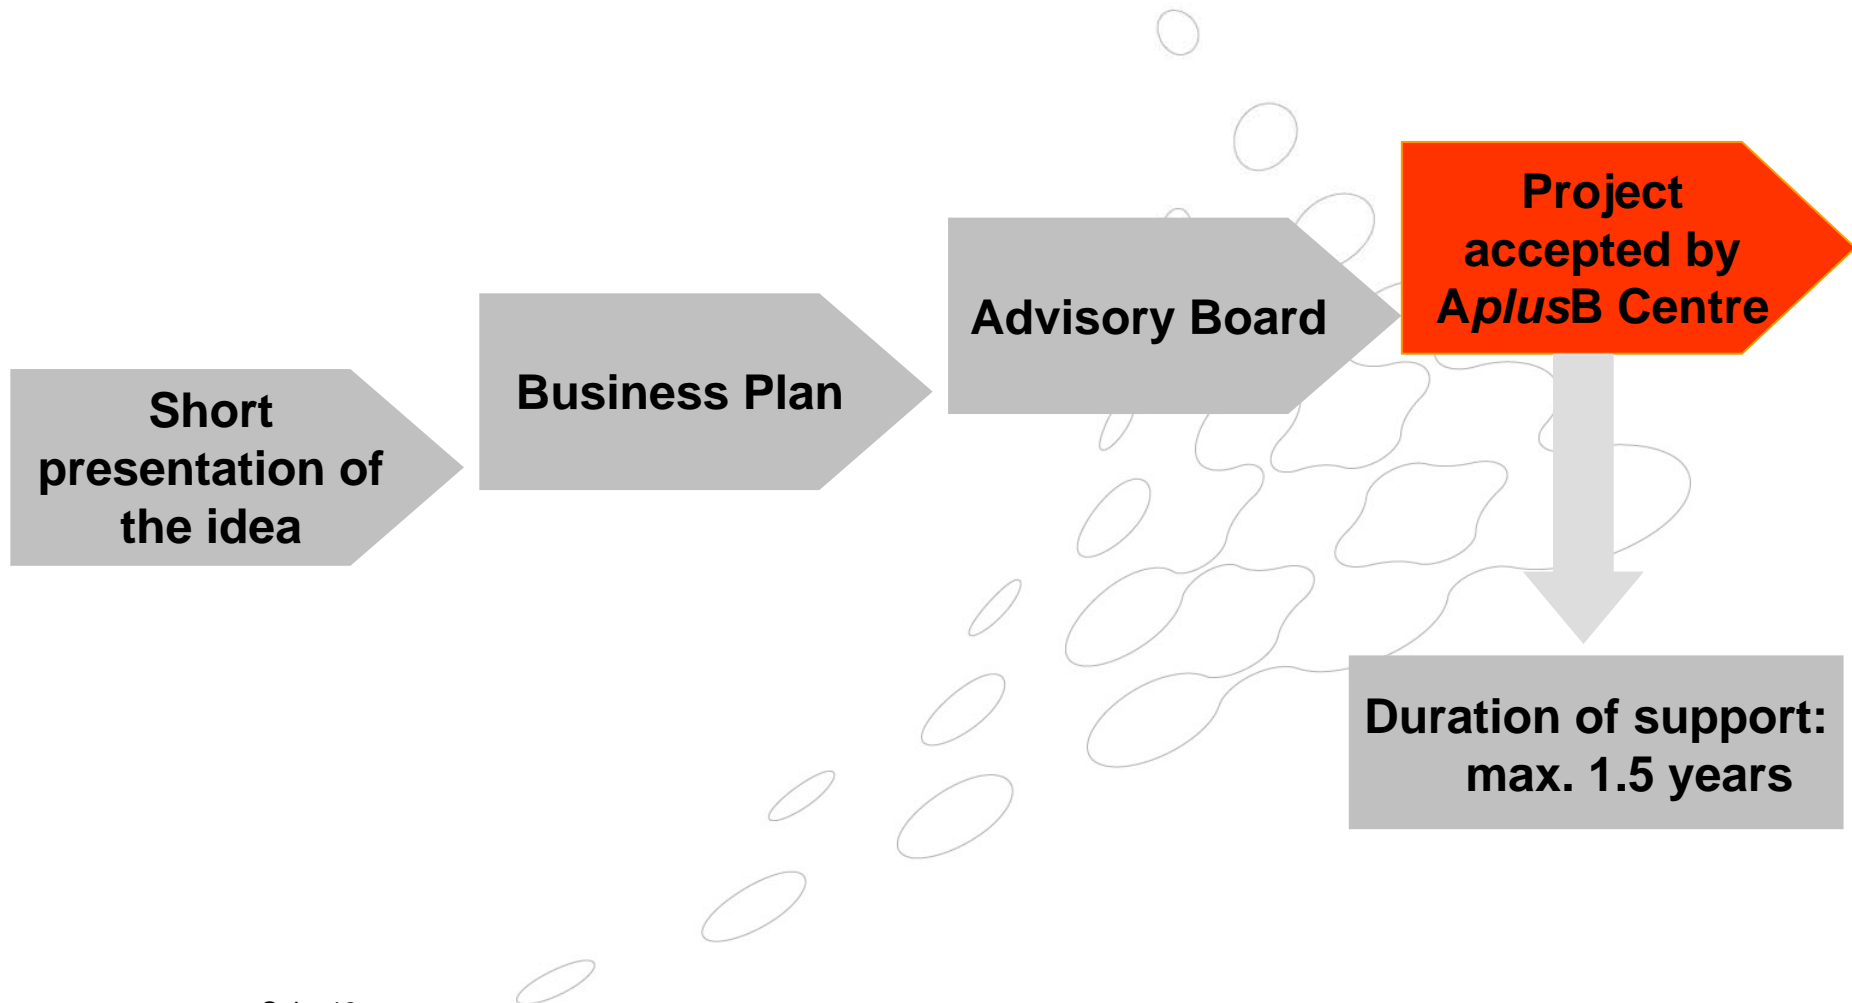 Short
presentation of
the idea
Business Plan
Advisory Board
Project
accepted by
AplusB Centre
Duration of support:
max. 1.5 years